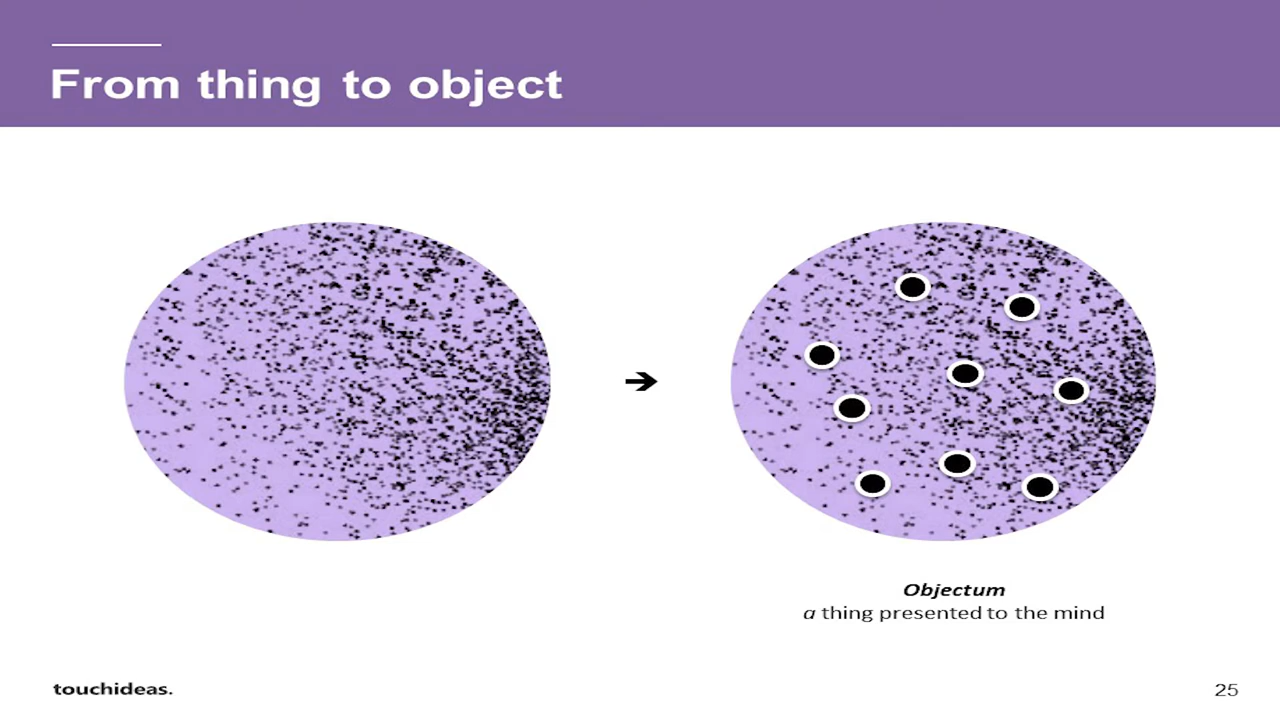 From thing to object
➔
Objectum
a thing presented to the mind
touchideas.
25